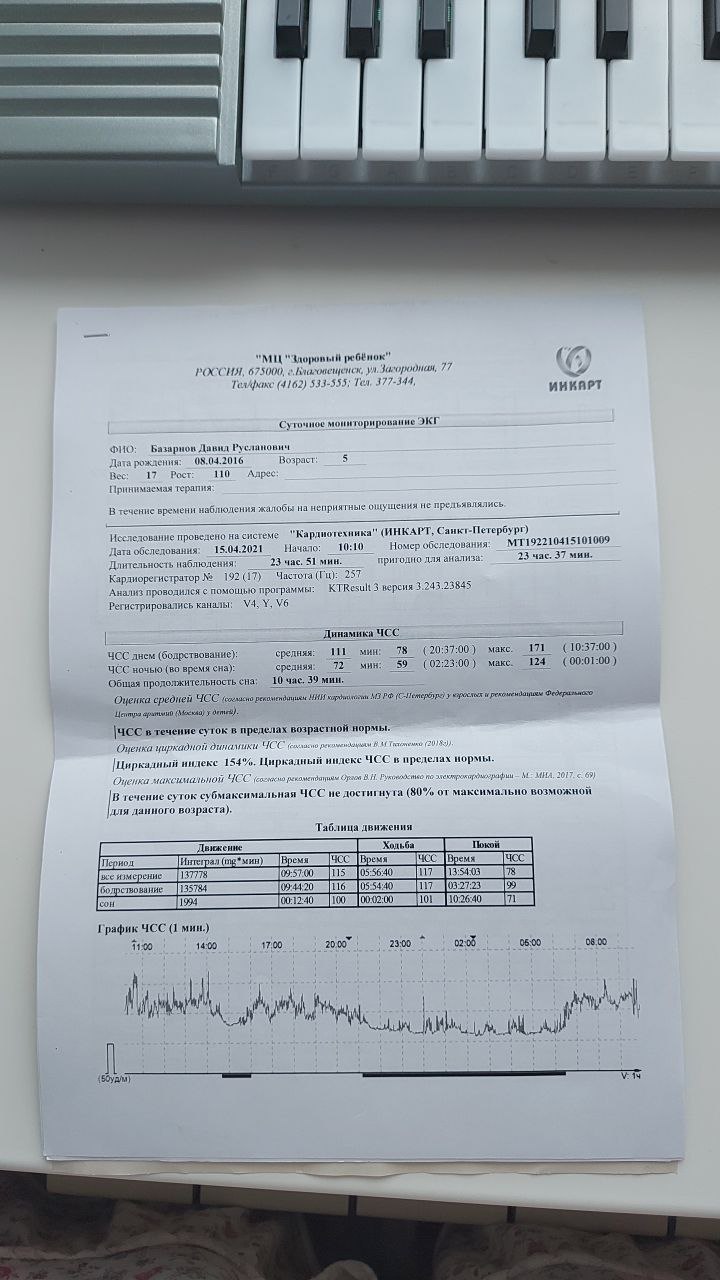 "МЦ "Здоровый ребёнок"
РОССИЯ, 675000, г.Благовещенск, ул.Загородная, 77
Тел/факс (4162) 533-555; Тел. 377-344,
ИНКАРТ
Суточное мониторирование ЭКГ
ФИО: Базарнов Давид Русланович
Дата рождения: 08.04.2016 Возраст: 5
Вес: 17 Рост: 110 Адрес:
Принимаемая терапия:
В течение времени наблюдения жалобы на неприятные ощущения не предъявлялись.
Исследование проведено на системе "Кардиотехника" (ИНКАРТ, Санкт-Петербург)
Дата обследования: 15.04.2021 Начало: 10:10 Номер обследования: МТ192210415101009
Длительность наблюдения: 23 час. 51 мин. пригодно для анализа: 23 час. 37 мин.
Кардиорегистратор № 192 (17) Частота (Гц): 257
Анализ проводился с помощью программы: KTResult 3 версия 3.243.23845
Регистрировались каналы: V4, Y, V6
Динамика ЧСС
ЧСС днем (бодрствование): средняя: 111 мин: 78 ( 20:37:00 ) макс. 171 ( 10:37:00 )
ЧСС ночью (во время сна): средняя: 72 мин: 59 ( 02:23:00 ) макс. 124 ( 00:01:00 )
Общая продолжительность сна: 10 час. 39 мин.
Оценка средней ЧСС (согласно рекомендациям НИИ кардиологии МЗ РФ (С-Петербург) у взрослых и рекомендациям Федерального
Центра аритмий (Москва) у детей).
ЧСС в течение суток в пределах возрастной нормы.
Оценка циркадной динамики ЧСС (согласно рекомендациям В.М.Тихоненко (2018г)).
Циркадный индекс 154%. Циркадный индекс ЧСС в пределах нормы.
Оценка максимальной ЧСС (согласно рекомендациям Орлов В.Н. Руководство по электрокардиографии – М.: МИА, 2017, с. 69)
В течение суток субмаксимальная ЧСС не достигнута (80% от максимально возможной
для данного возраста).
Таблица движения
Движение Ходьба Покой
Период Интеграл (mg*мин) Время ЧСС Время ЧСС Время ЧСС
все измерение 137778 09:57:00 115 05:56:40 117 13:54:03 78
бодрствование 135784 09:44:20 116 05:54:40 117 03:27:23 99
сон 1994 00:12:40 100 00:02:00 101 10:26:40 71
График ЧСС (1 мин.)
11:00 14:00 17:00 20:00 23:00 02:00 05:00 08:00
(50уд/м) V: 1ч